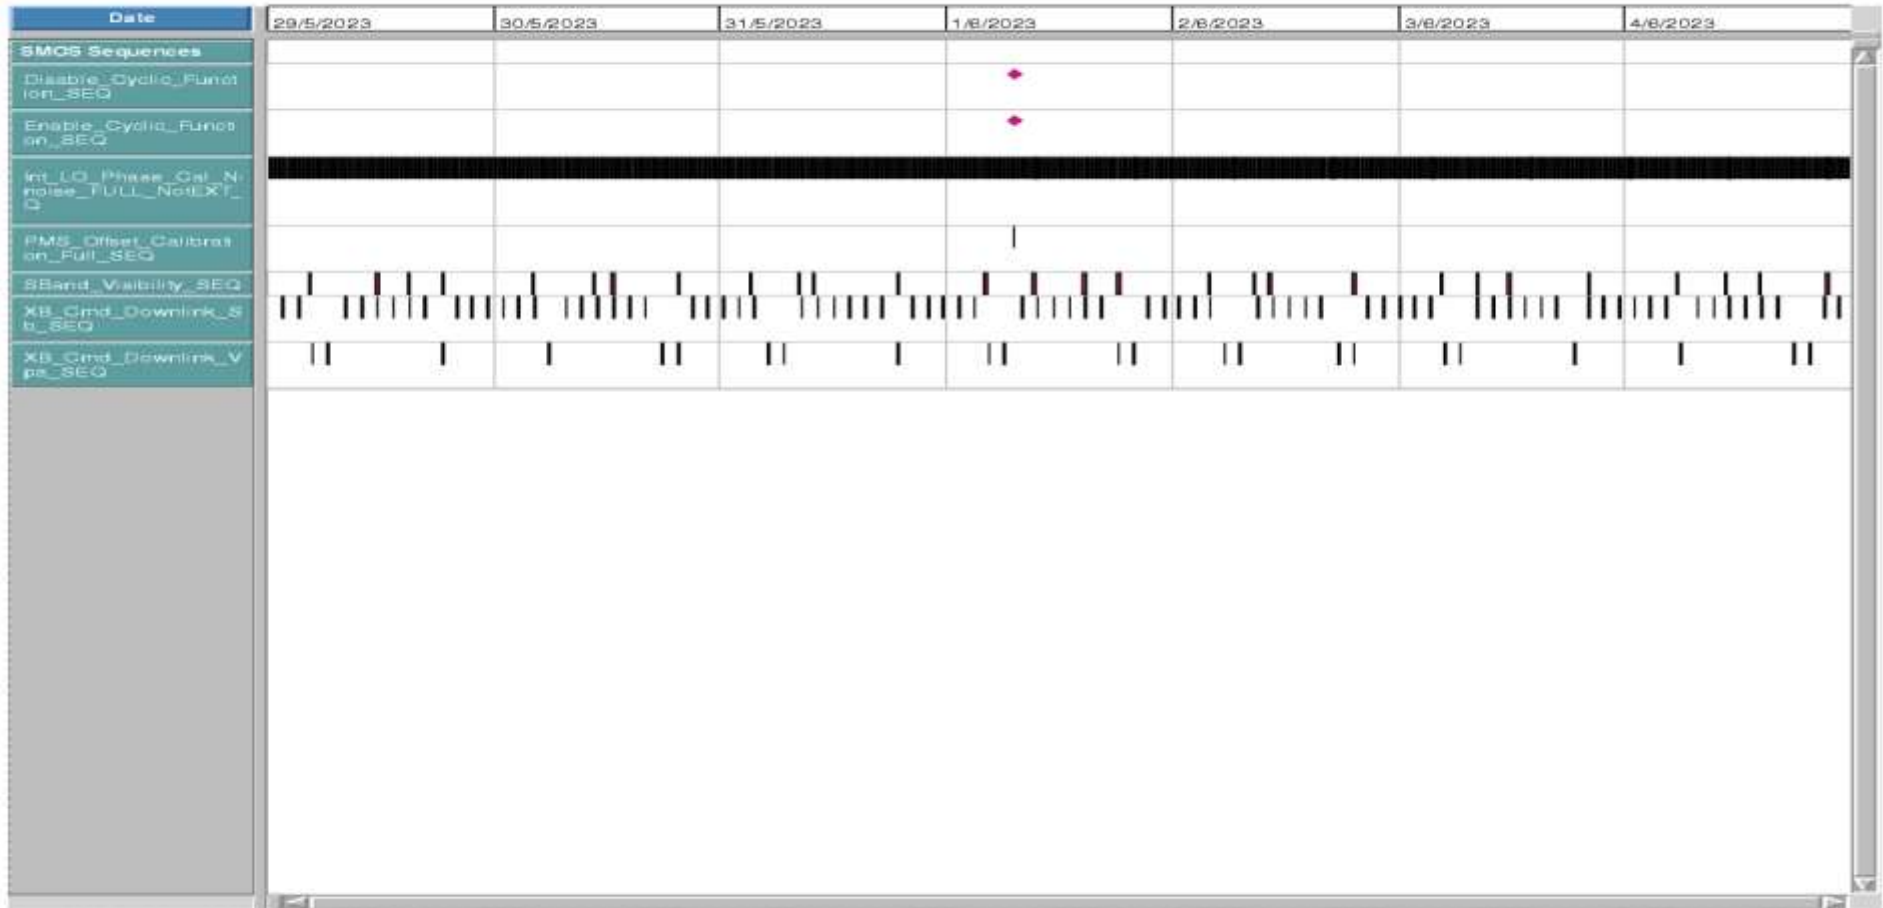 Date
29/5/2023 30/5/2023 31/5/2023 1/6/2023 2/6/2023 3/6/2023 4/6/2023
SMOS Sequences
Disable_Cyclic_Funct
ion_SEQ
Enable_Cyclic_Functi
on_SEQ
Int_LO_Phase_Cal_N
noise_FULL_NotEXT_
Q
PMS_Offset_Calibrati
on_Full_SEQ
SBand_Visibility_SEQ
XB_Cmd_Downlink_S
b_SEQ
XB_Cmd_Downlink_V
pa_SEQ